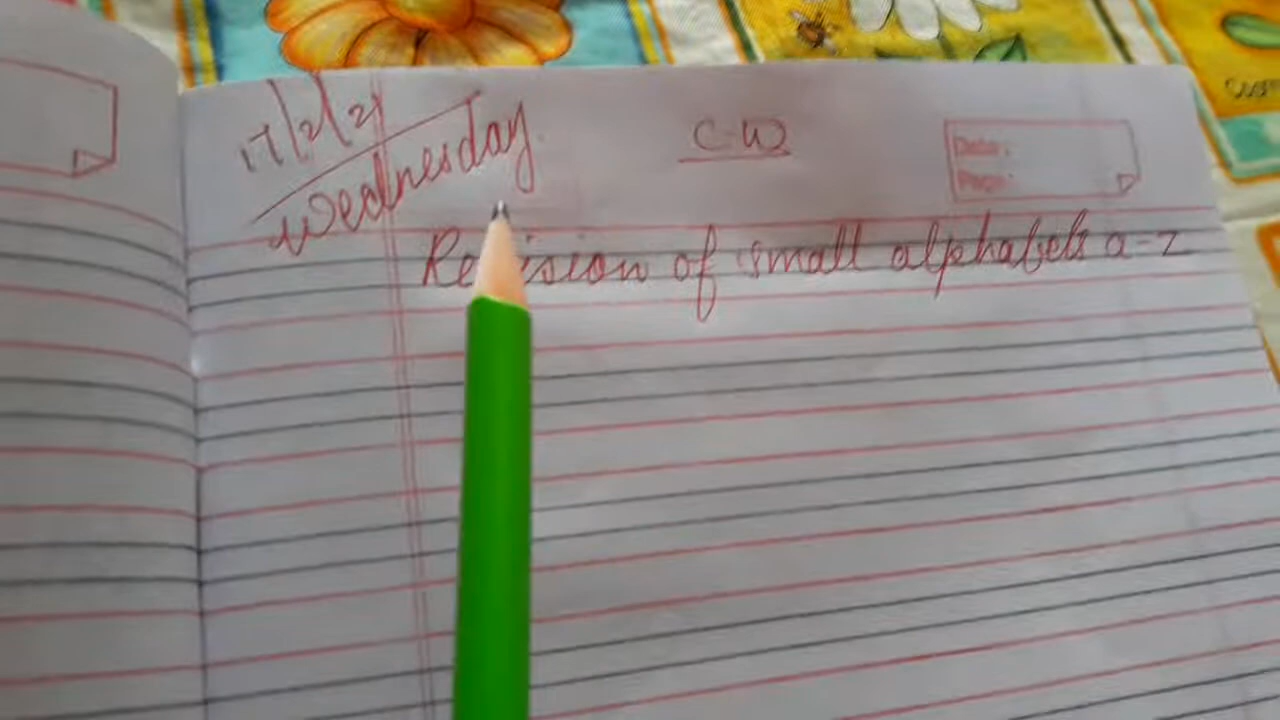 17/2/21
Wednesday
C-W
Date:
Page:
Revision of small alphabets a-z